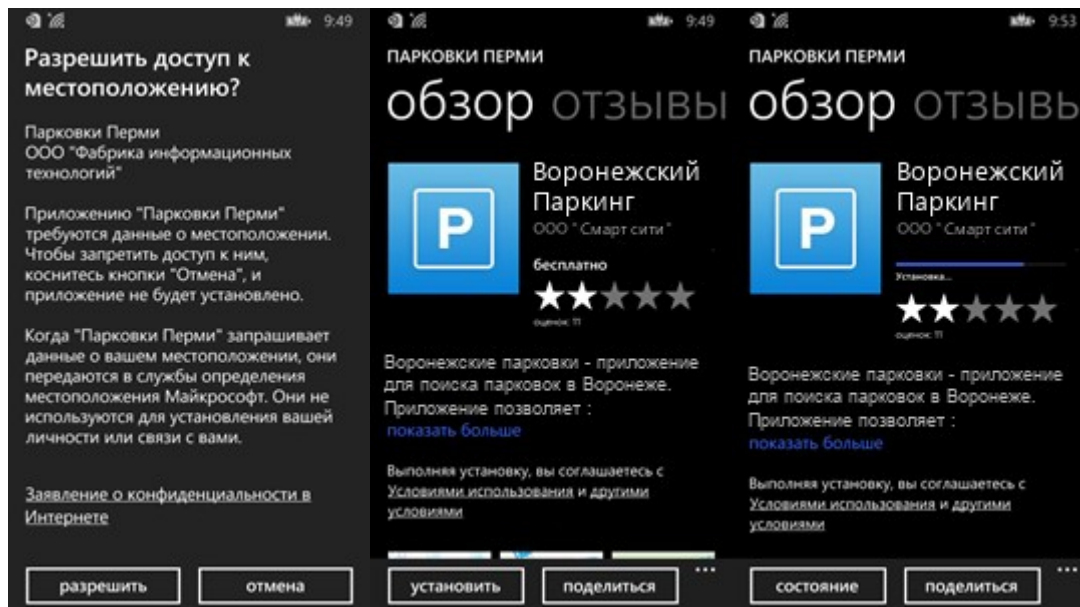 9:49
Разрешить доступ к
местоположению?
Парковки Перми
ООО "Фабрика информационных
технологий"
Приложению "Парковки Перми"
требуются данные о местоположении.
Чтобы запретить доступ к ним,
коснитесь кнопки "Отмена", и
приложение не будет установлено.
Когда "Парковки Перми" запрашивает
данные о вашем местоположении, они
передаются в службы определения
местоположения Майкрософт. Они не
используются для установления вашей
личности или связи с вами.
Заявление о конфиденциальности в
Интернете
разрешить отмена
9:49
ПАРКОВКИ ПЕРМИ
обзор отзывы
P
Воронежский
Паркинг
ООО "Смарт сити"
бесплатно
оценок: 11
Воронежские парковки - приложение
для поиска парковок в Воронеже.
Приложение позволяет :
показать больше
Выполняя установку, вы соглашаетесь с
Условиями использования и другими
условиями
установить поделиться
9:53
ПАРКОВКИ ПЕРМИ
обзор отзывы
P
Воронежский
Паркинг
ООО "Смарт сити"
Установка...
оценок: 11
Воронежские парковки - приложение
для поиска парковок в Воронеже.
Приложение позволяет :
показать больше
Выполняя установку, вы соглашаетесь с
Условиями использования и другими
условиями
состояние поделиться